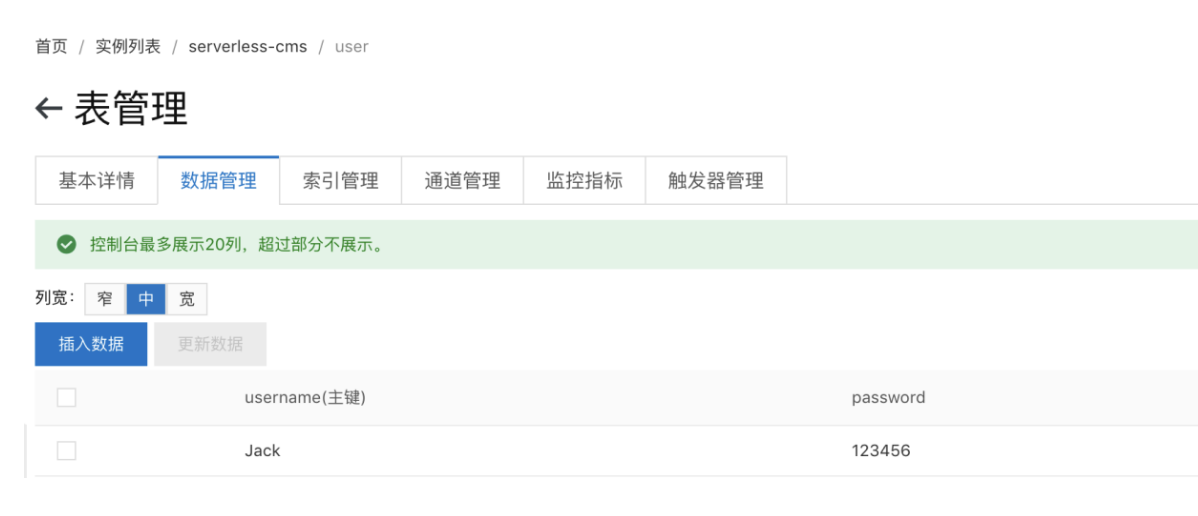 首页 / 实例列表 / serverless-cms / user
← 表管理
基本详情 数据管理 索引管理 通道管理 监控指标 触发器管理
控制台最多展示20列，超过部分不展示。
列宽： 窄 中 宽
插入数据 更新数据
username(主键) password
Jack 123456